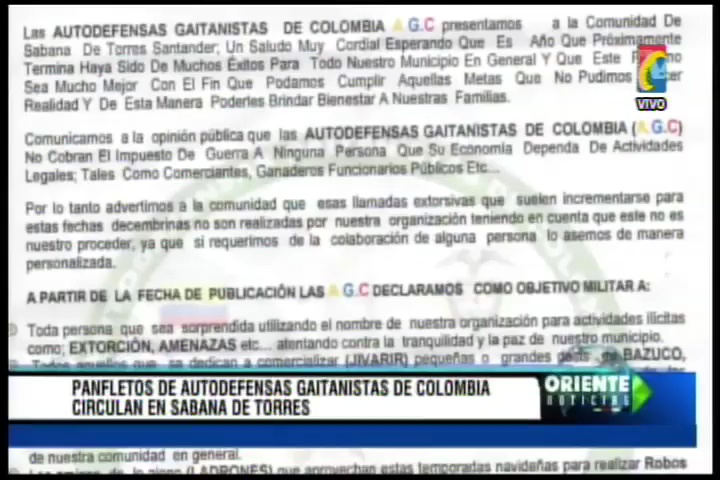 Las AUTODEFENSAS GAITANISTAS DE COLOMBIA A G.C presentamos a la Comunidad De
Sabana De Torres Santander; Un Saludo Muy Cordial Esperando Que Es Año Que Próximamente
Termina Haya Sido De Muchos Éxitos Para Todo Nuestro Municipio En General Y Que Este
Sea Mucho Mejor Con El Fin Que Podamos Cumplir Aquellas Metas Que No Pudimos
Realidad Y De Esta Manera Poderles Brindar Bienestar A Nuestras Familias.
VIVO
Comunicamos a la opinión pública que las AUTODEFENSAS GAITANISTAS DE COLOMBIA (A G.C)
No Cobran El Impuesto De Guerra A Ninguna Persona Que Su Economía Dependa De Actividades
Legales; Tales Como Comerciantes, Ganaderos Funcionarios Públicos Etc...
Por lo tanto advertimos a la comunidad que esas llamadas extorsivas que suelen incrementarse para
estas fechas decembrinas no son realizadas por nuestra organización teniendo en cuenta que este no es
nuestro proceder, ya que si requerimos de la colaboración de alguna persona lo asemos de manera
personalizada.
A PARTIR DE LA FECHA DE PUBLICACIÓN LAS A G.C DECLARAMOS COMO OBJETIVO MILITAR A:
Toda persona que sea sorprendida utilizando el nombre de nuestra organización para actividades ilícitas
como; EXTORCIÓN, AMENAZAS etc... atentando contra la tranquilidad y la paz de nuestro municipio.
Todos aquellos que se dedican a comercializar (JIVARIR) pequeñas o grandes de BAZUCO,
PANFLETOS DE AUTODEFENSAS GAITANISTAS DE COLOMBIA
CIRCULAN EN SABANA DE TORRES
ORIENTE
NOTICIAS
de nuestra comunidad en general.
(LADRONES) que aprovechan estas temporadas navideñas para realizar Robos